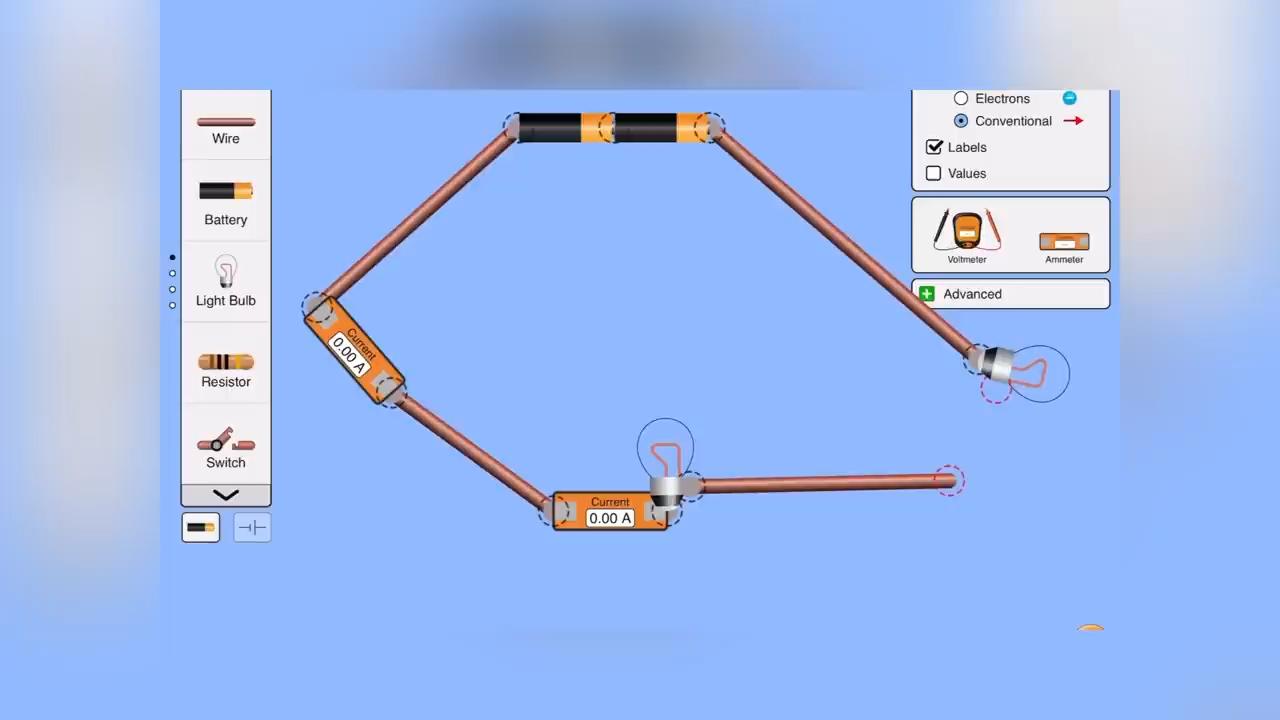 Wire
Battery
Light Bulb
Resistor
Switch
Current
0.00 A
Current
0.00 A
Electrons
Conventional
Labels
Values
Voltmeter
Ammeter
Advanced